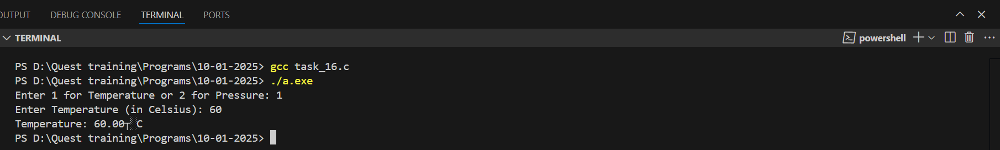 OUTPUT DEBUG CONSOLE TERMINAL PORTS
TERMINAL powershell
PS D:\Quest training\Programs\10-01-2025> gcc task_16.c
PS D:\Quest training\Programs\10-01-2025> ./a.exe
Enter 1 for Temperature or 2 for Pressure: 1
Enter Temperature (in Celsius): 60
Temperature: 60.00┬░C
PS D:\Quest training\Programs\10-01-2025>